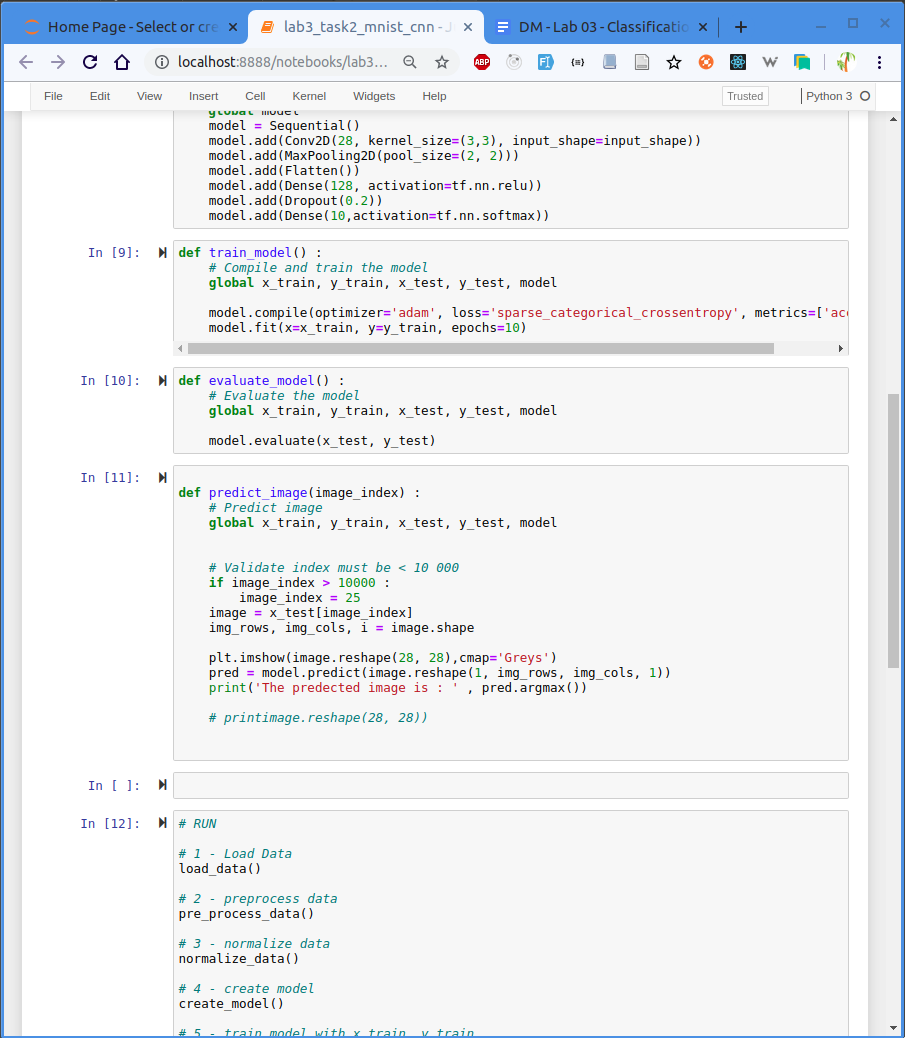 Home Page - Select or cre
lab3_task2_mnist_cnn - J
DM - Lab 03 - Classificatio
localhost:8888/notebooks/lab3...
ABP
File Edit View Insert Cell Kernel Widgets Help
Trusted
Python 3
global model
model = Sequential()
model.add(Conv2D(28, kernel_size=(3,3), input_shape=input_shape))
model.add(MaxPooling2D(pool_size=(2, 2)))
model.add(Flatten())
model.add(Dense(128, activation=tf.nn.relu))
model.add(Dropout(0.2))
model.add(Dense(10,activation=tf.nn.softmax))
In [9]:
def train_model() :
# Compile and train the model
global x_train, y_train, x_test, y_test, model
model.compile(optimizer='adam', loss='sparse_categorical_crossentropy', metrics=['acc
model.fit(x=x_train, y=y_train, epochs=10)
In [10]:
def evaluate_model() :
# Evaluate the model
global x_train, y_train, x_test, y_test, model
model.evaluate(x_test, y_test)
In [11]:
def predict_image(image_index) :
# Predict image
global x_train, y_train, x_test, y_test, model
# Validate index must be < 10 000
if image_index > 10000 :
image_index = 25
image = x_test[image_index]
img_rows, img_cols, i = image.shape
plt.imshow(image.reshape(28, 28),cmap='Greys')
pred = model.predict(image.reshape(1, img_rows, img_cols, 1))
print('The predected image is : ' , pred.argmax())
# printimage.reshape(28, 28))
In [ ]:
In [12]:
# RUN
# 1 - Load Data
load_data()
# 2 - preprocess data
pre_process_data()
# 3 - normalize data
normalize_data()
# 4 - create model
create_model()
# 5 - train model with x_train, y_train